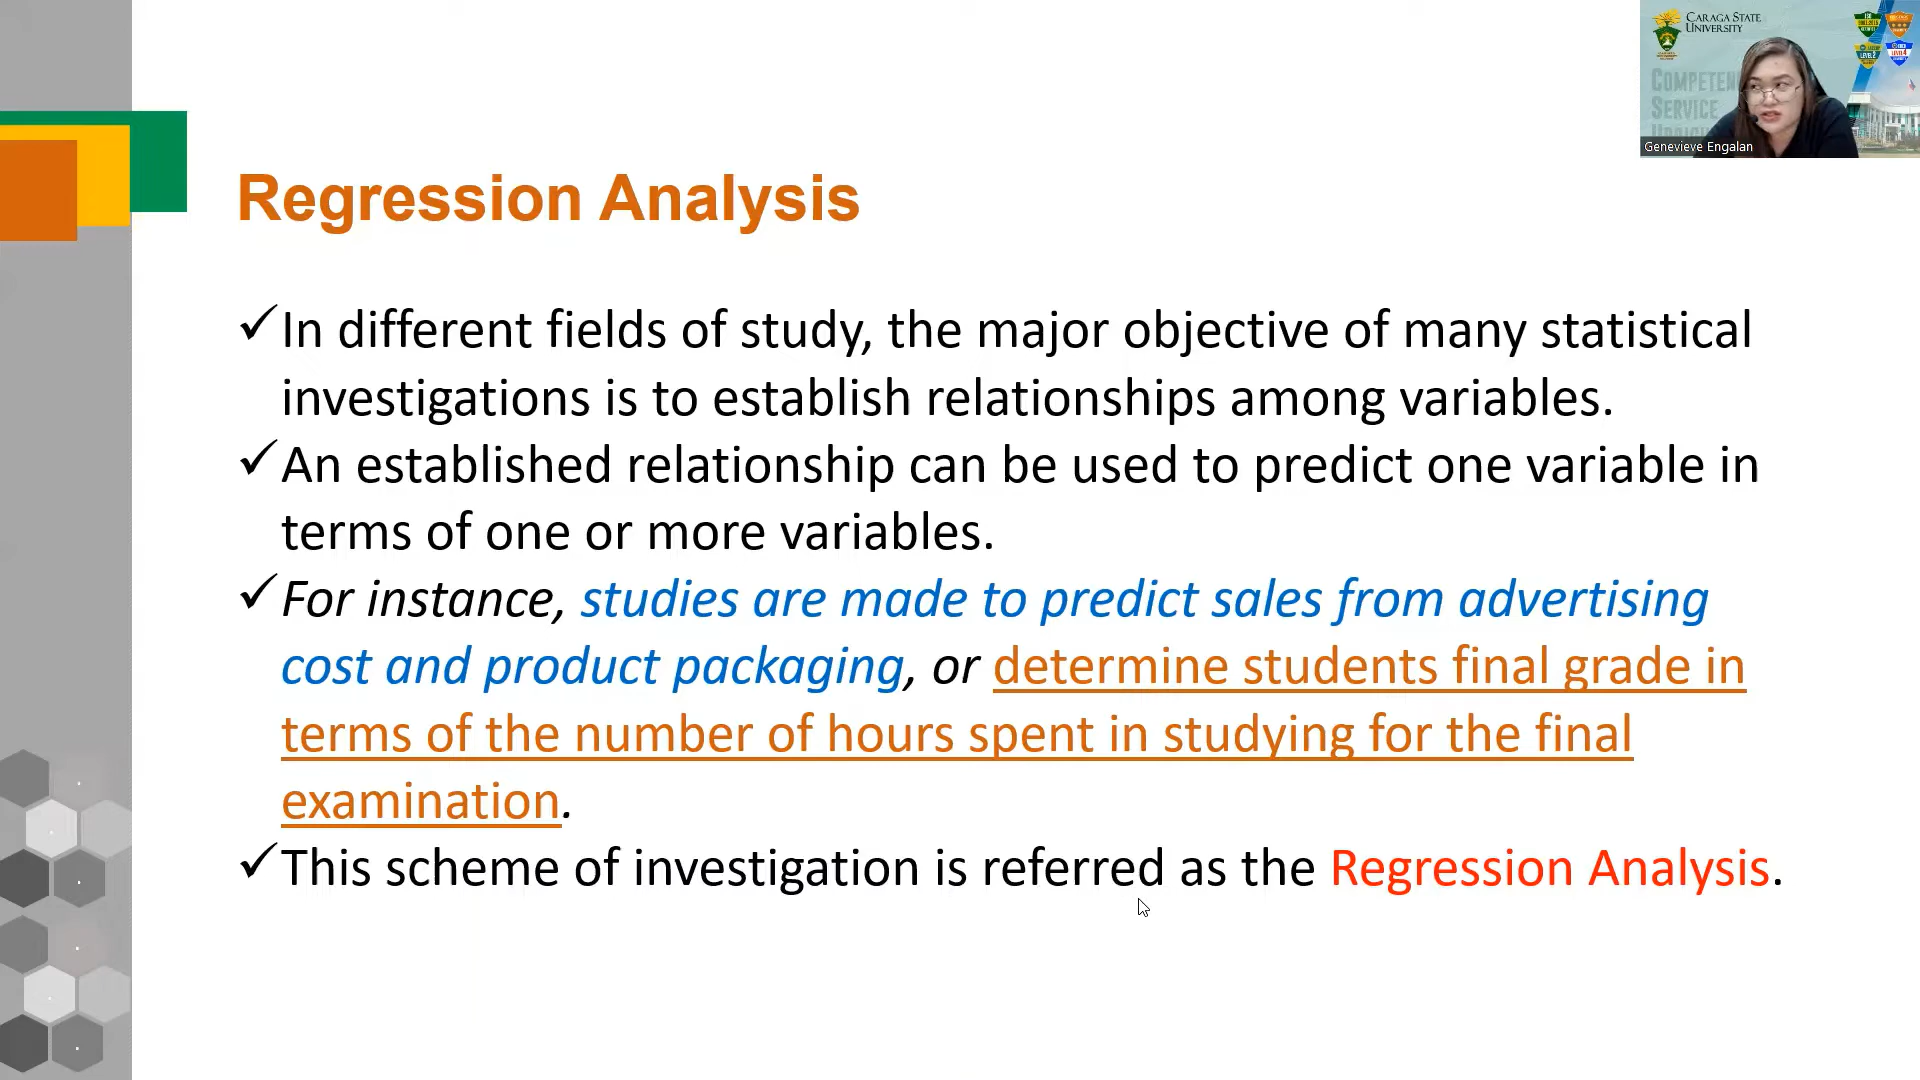 CARAGA STATE
UNIVERSITY
COMPETEN
SERVICE
Genevieve Engalan
Regression Analysis
✓In different fields of study, the major objective of many statistical
investigations is to establish relationships among variables.
✓An established relationship can be used to predict one variable in
terms of one or more variables.
✓For instance, studies are made to predict sales from advertising
cost and product packaging, or determine students final grade in
terms of the number of hours spent in studying for the final
examination.
✓This scheme of investigation is referred as the Regression Analysis.